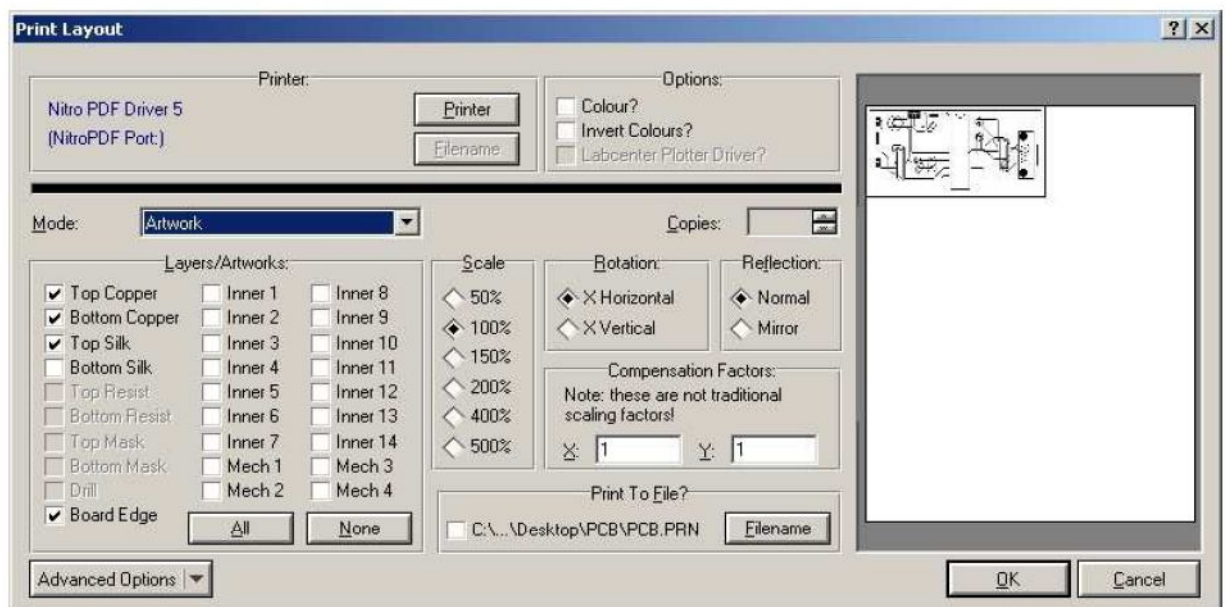 Print Layout
Printer:
Nitro PDF Driver 5
(NitroPDF Port:)
Printer
Filename
Options:
Colour?
Invert Colours?
Labcenter Plotter Driver?
Mode:
Artwork
Copies:
Layers/Artworks:
Top Copper
Bottom Copper
Top Silk
Bottom Silk
Top Resist
Bottom Resist
Top Mask
Bottom Mask
Drill
Board Edge
Inner 1
Inner 2
Inner 3
Inner 4
Inner 5
Inner 6
Inner 7
Mech 1
Mech 2
Inner 8
Inner 9
Inner 10
Inner 11
Inner 12
Inner 13
Inner 14
Mech 3
Mech 4
All
None
Scale
50%
100%
150%
200%
400%
500%
Rotation:
X Horizontal
X Vertical
Reflection:
Normal
Mirror
Compensation Factors:
Note: these are not traditional
scaling factors!
X: 1
Y: 1
Print To File?
C:\...\Desktop\PCB\PCB.PRN
Filename
Advanced Options
OK
Cancel